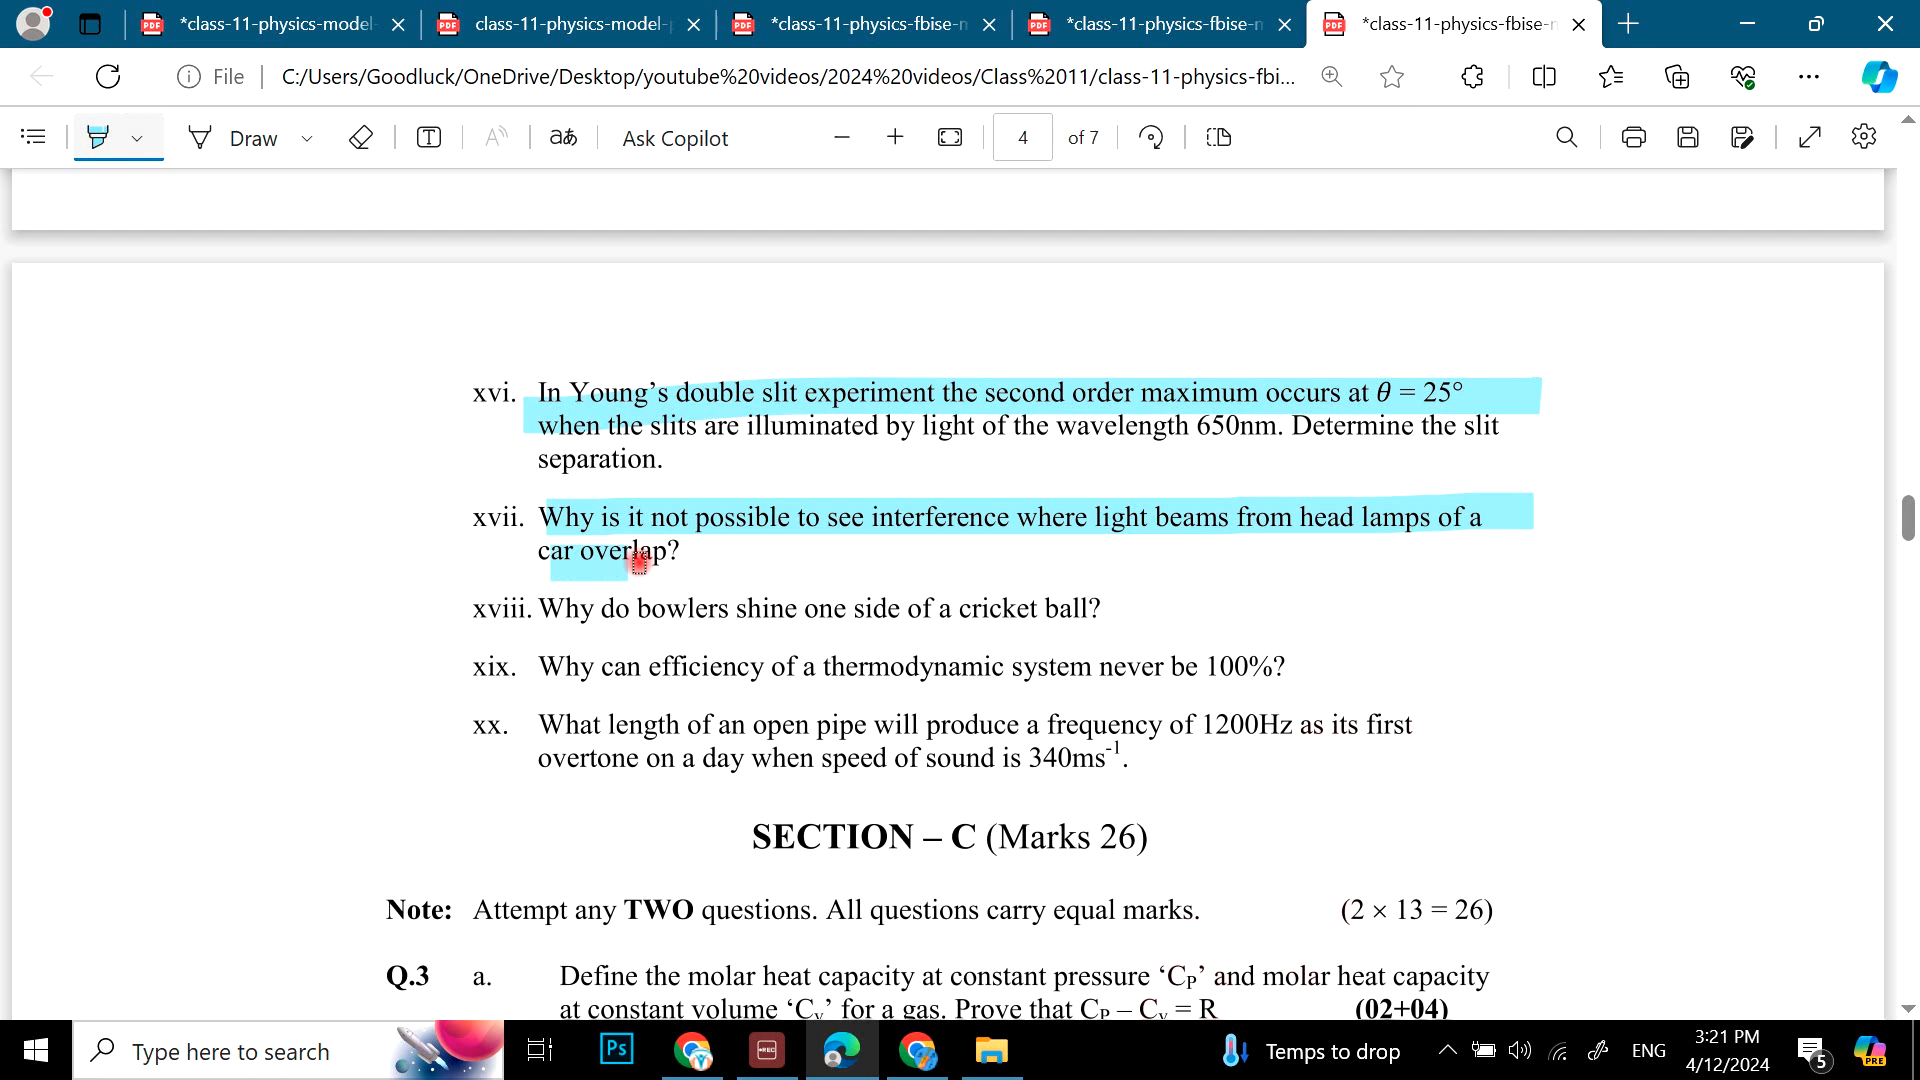 *class-11-physics-model-
class-11-physics-model-p
*class-11-physics-fbise-n
*class-11-physics-fbise-n
*class-11-physics-fbise-n
File
C:/Users/Goodluck/OneDrive/Desktop/youtube%20videos/2024%20videos/Class%2011/class-11-physics-fbi...
Draw
Ask Copilot
4 of 7
xvi. In Young’s double slit experiment the second order maximum occurs at θ = 25°
when the slits are illuminated by light of the wavelength 650nm. Determine the slit
separation.
xvii. Why is it not possible to see interference where light beams from head lamps of a
car overlap?
xviii. Why do bowlers shine one side of a cricket ball?
xix. Why can efficiency of a thermodynamic system never be 100%?
xx. What length of an open pipe will produce a frequency of 1200Hz as its first
overtone on a day when speed of sound is 340ms⁻¹.
SECTION – C (Marks 26)
Note: Attempt any TWO questions. All questions carry equal marks. (2 × 13 = 26)
Q.3 a. Define the molar heat capacity at constant pressure ‘Cₚ’ and molar heat capacity
at constant volume ‘Cᵥ’ for a gas. Prove that Cₚ – Cᵥ = R (02+04)
Type here to search
Ps
REC
Temps to drop
ENG
3:21 PM
4/12/2024
5
PRE